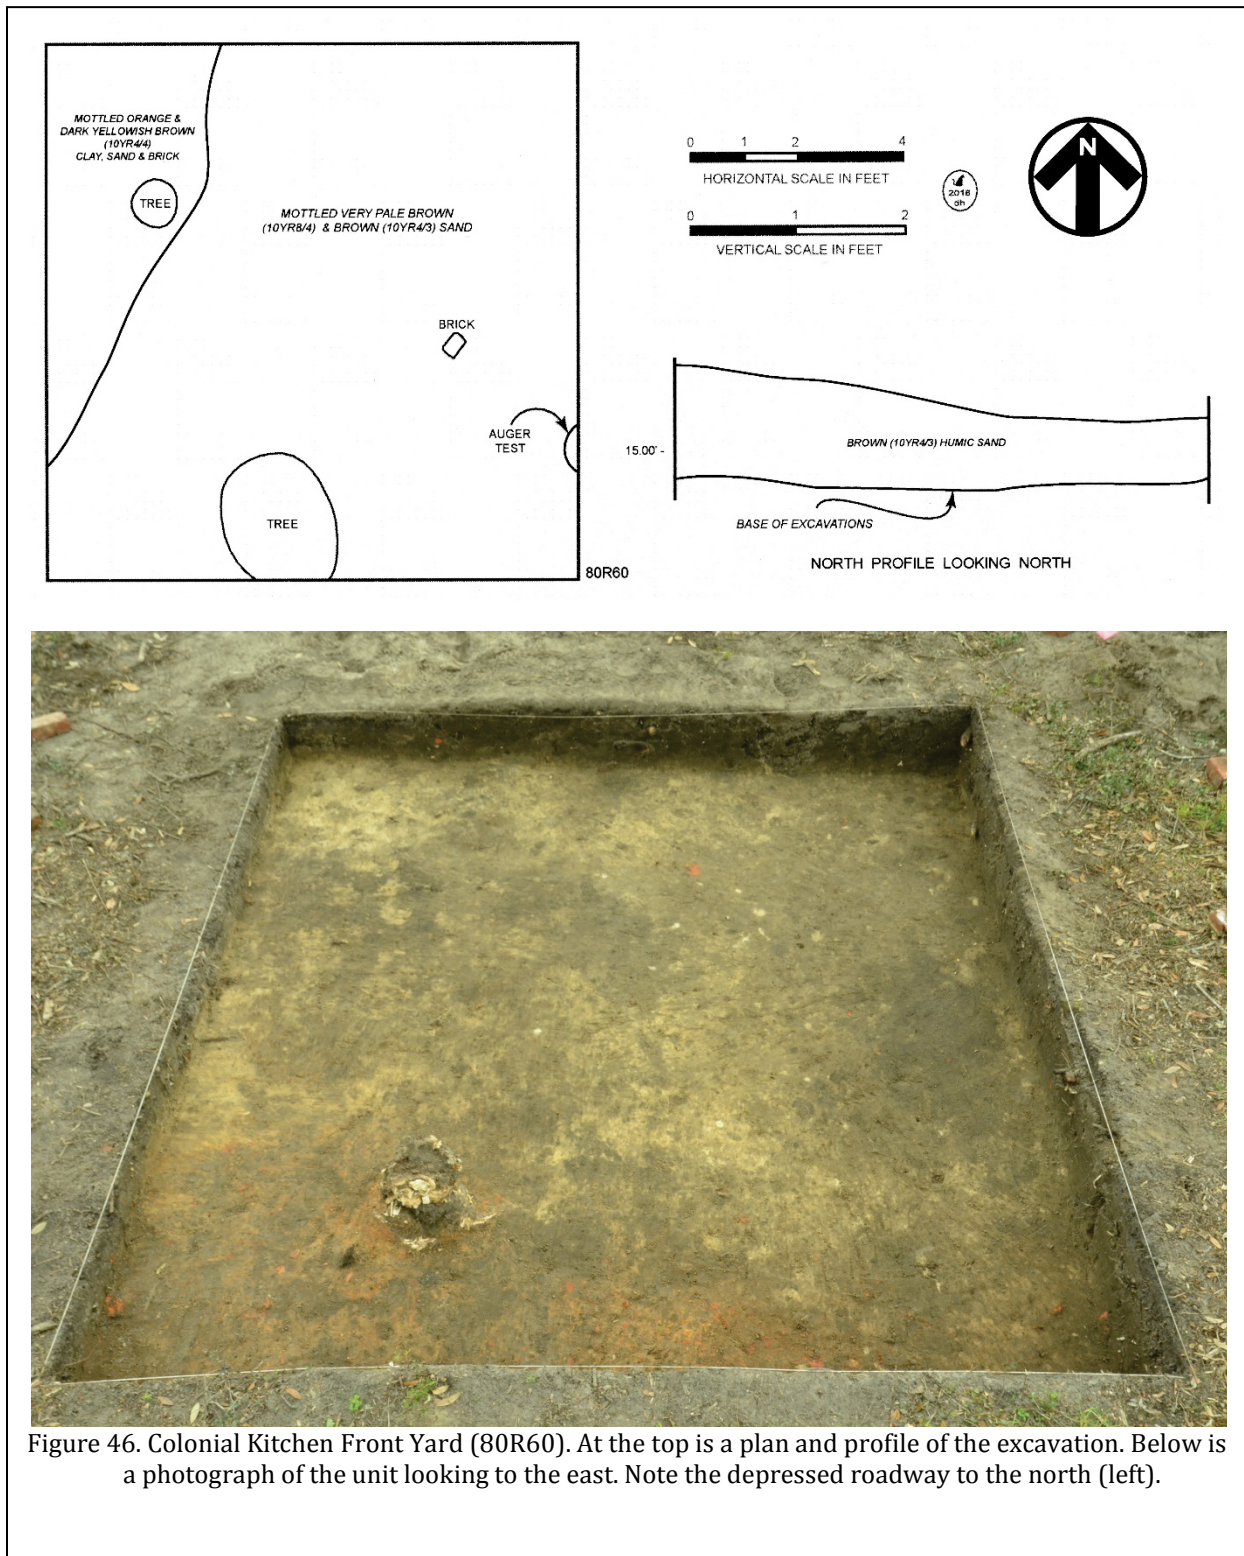 MOTTLED ORANGE &
DARK YELLOWISH BROWN
(10YR4/4)
CLAY, SAND & BRICK
TREE
MOTTLED VERY PALE BROWN
(10YR8/4) & BROWN (10YR4/3) SAND
BRICK
AUGER
TEST
TREE
80R60
0 1 2 4
HORIZONTAL SCALE IN FEET
0 1 2
VERTICAL SCALE IN FEET
2016
dh
N
15.00' -
BROWN (10YR4/3) HUMIC SAND
BASE OF EXCAVATIONS
NORTH PROFILE LOOKING NORTH
Figure 46. Colonial Kitchen Front Yard (80R60). At the top is a plan and profile of the excavation. Below is
a photograph of the unit looking to the east. Note the depressed roadway to the north (left).